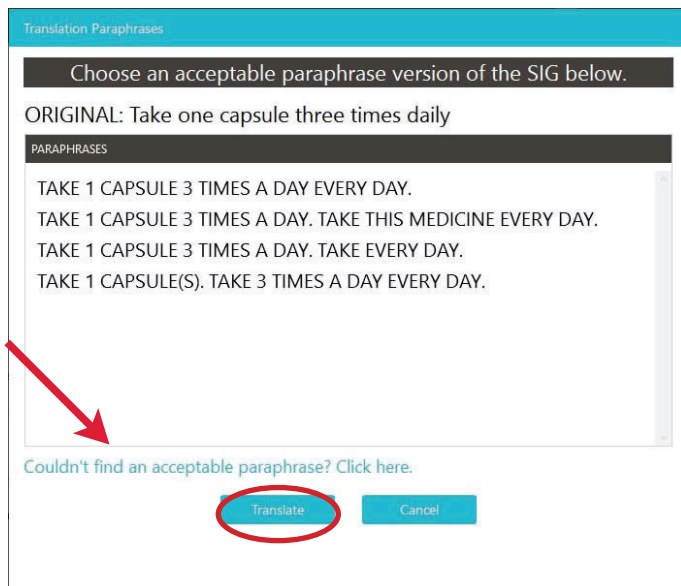 Translation Paraphrases
Choose an acceptable paraphrase version of the SIG below.
ORIGINAL: Take one capsule three times daily
PARAPHRASES
TAKE 1 CAPSULE 3 TIMES A DAY EVERY DAY.
TAKE 1 CAPSULE 3 TIMES A DAY. TAKE THIS MEDICINE EVERY DAY.
TAKE 1 CAPSULE 3 TIMES A DAY. TAKE EVERY DAY.
TAKE 1 CAPSULE(S). TAKE 3 TIMES A DAY EVERY DAY.
Couldn't find an acceptable paraphrase? Click here.
Translate Cancel